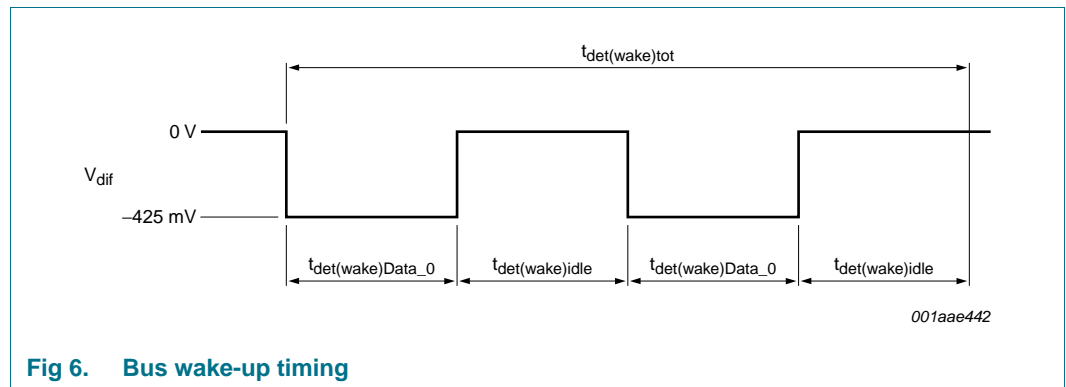 tdet(wake)tot
0 V
Vdif
−425 mV
tdet(wake)Data_0 tdet(wake)idle tdet(wake)Data_0 tdet(wake)idle
001aae442
Fig 6. Bus wake-up timing